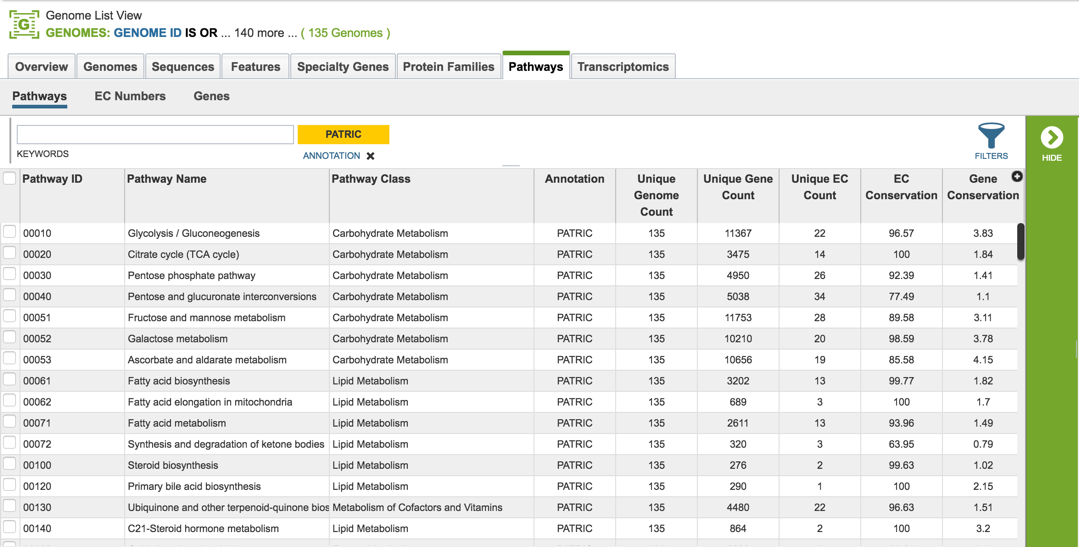 Genome List View
G
GENOMES: GENOME ID IS OR ... 140 more ... ( 135 Genomes )
Overview Genomes Sequences Features Specialty Genes Protein Families Pathways Transcriptomics
Pathways EC Numbers Genes
PATRIC
KEYWORDS ANNOTATION ✖ FILTERS HIDE
Pathway ID Pathway Name Pathway Class Annotation Unique Genome Count Unique Gene Count Unique EC Count EC Conservation Gene Conservation
00010 Glycolysis / Gluconeogenesis Carbohydrate Metabolism PATRIC 135 11367 22 96.57 3.83
00020 Citrate cycle (TCA cycle) Carbohydrate Metabolism PATRIC 135 3475 14 100 1.84
00030 Pentose phosphate pathway Carbohydrate Metabolism PATRIC 135 4950 26 92.39 1.41
00040 Pentose and glucuronate interconversions Carbohydrate Metabolism PATRIC 135 5038 34 77.49 1.1
00051 Fructose and mannose metabolism Carbohydrate Metabolism PATRIC 135 11753 28 89.58 3.11
00052 Galactose metabolism Carbohydrate Metabolism PATRIC 135 10210 20 98.59 3.78
00053 Ascorbate and aldarate metabolism Carbohydrate Metabolism PATRIC 135 10656 19 85.58 4.15
00061 Fatty acid biosynthesis Lipid Metabolism PATRIC 135 3202 13 99.77 1.82
00062 Fatty acid elongation in mitochondria Lipid Metabolism PATRIC 135 689 3 100 1.7
00071 Fatty acid metabolism Lipid Metabolism PATRIC 135 2611 13 93.96 1.49
00072 Synthesis and degradation of ketone bodies Lipid Metabolism PATRIC 135 320 3 63.95 0.79
00100 Steroid biosynthesis Lipid Metabolism PATRIC 135 276 2 99.63 1.02
00120 Primary bile acid biosynthesis Lipid Metabolism PATRIC 135 290 1 100 2.15
00130 Ubiquinone and other terpenoid-quinone bios Metabolism of Cofactors and Vitamins PATRIC 135 4480 22 96.63 1.51
00140 C21-Steroid hormone metabolism Lipid Metabolism PATRIC 135 864 2 100 3.2